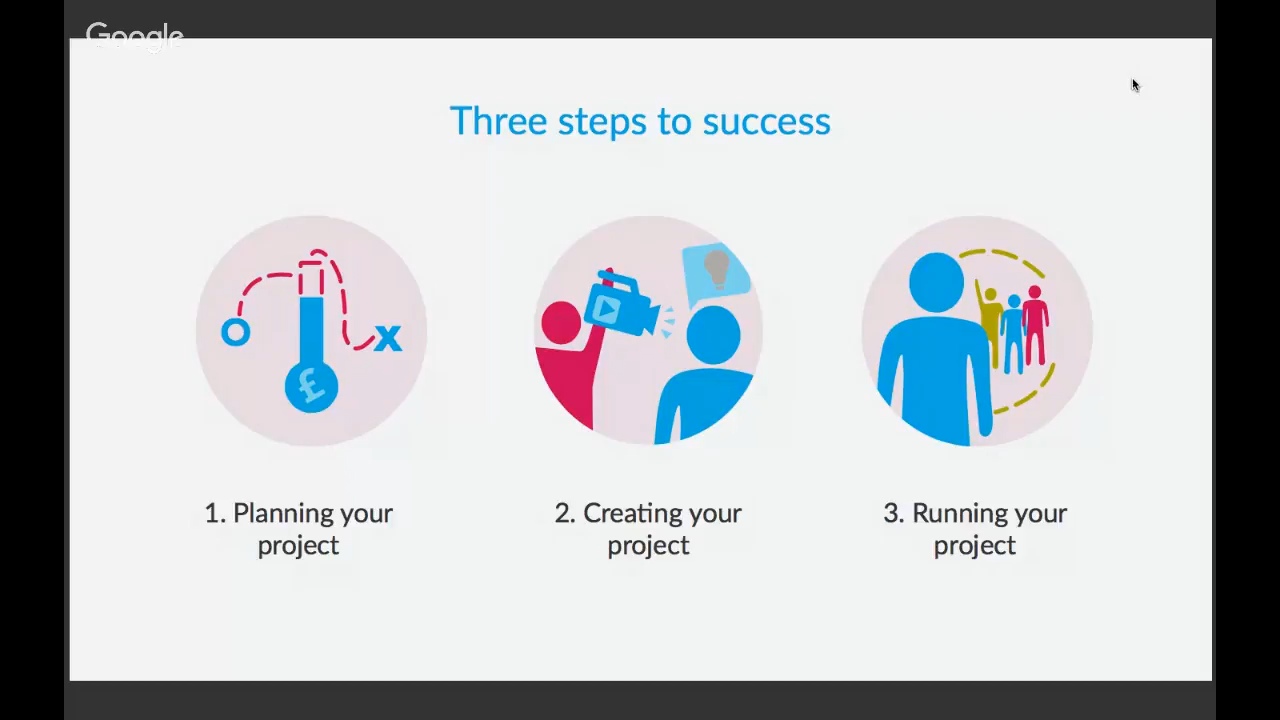 Google
Three steps to success
£
x
1. Planning your
project
2. Creating your
project
3. Running your
project